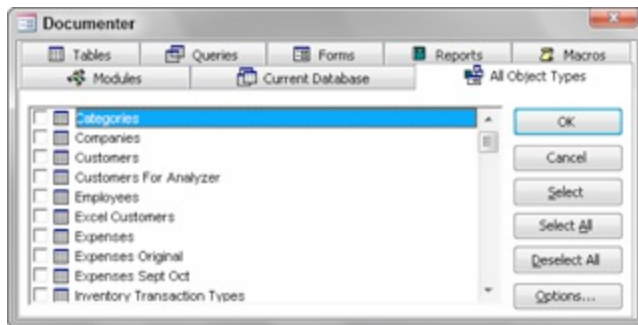 Documenter
Tables Queries Forms Reports Macros
Modules Current Database All Object Types
Categories
Companies
Customers
Customers For Analyzer
Employees
Excel Customers
Expenses
Expenses Original
Expenses Sept Oct
Inventory Transaction Types
OK
Cancel
Select
Select All
Deselect All
Options...